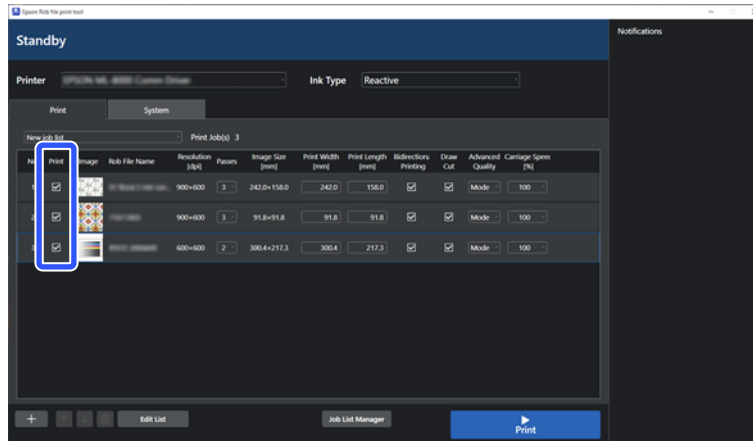 Epson Rob file print tool
Standby
Notifications
Printer
Ink Type Reactive
Print System
New job list Print Job(s) 3
Print Image Rob File Name Resolution [dpi] Passes Image Size [mm] Print Width [mm] Print Length [mm] Bidirection: Printing Draw Cut Advanced Quality Carriage Speed [%]
900×600 3 242.0×158.0 242.0 158.0 Mode 100
2 900×600 3 91.8×91.8 91.8 91.8 Mode 100
600×600 2 300.4×217.3 300.4 217.3 Mode 100
+ Edit List Job List Manager Print